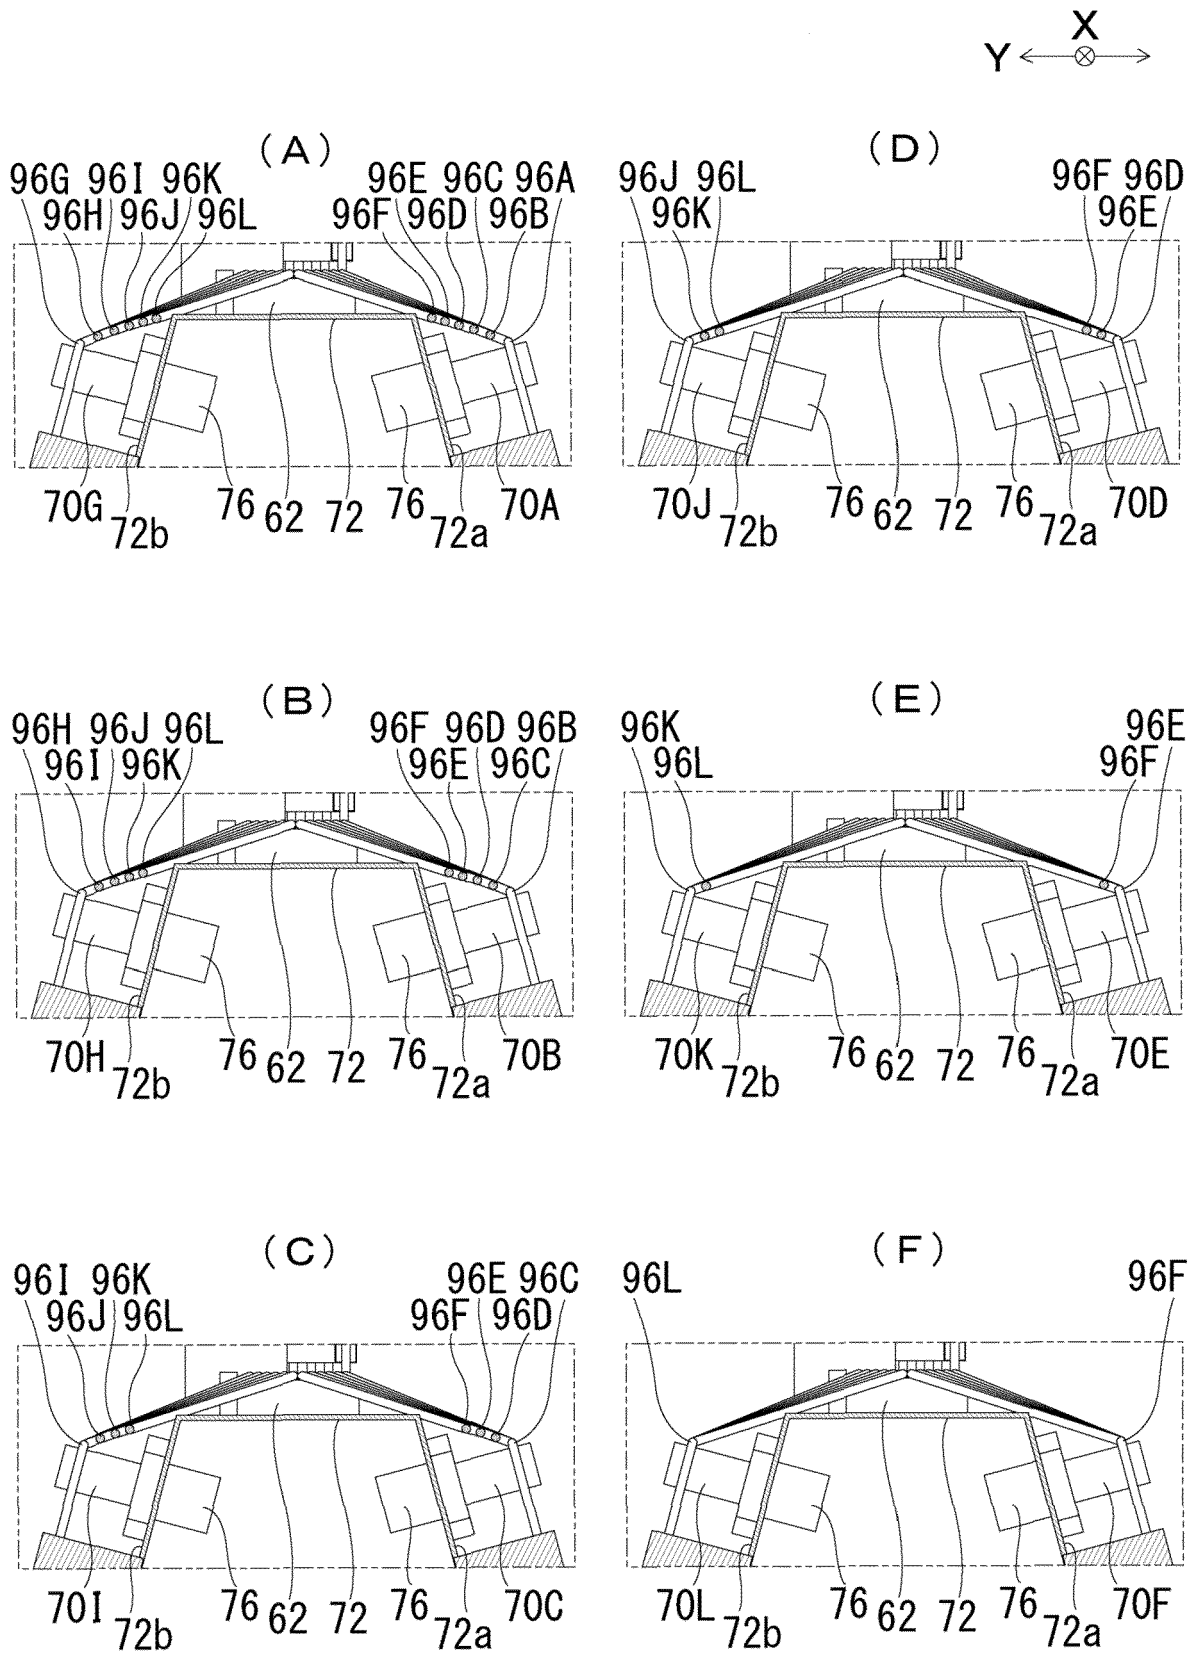 X
Y
(A)
96G 96I 96K 96E 96C 96A
96H 96J 96L 96F 96D 96B
70G 76 62 72 76 70A
72b 72a
(D)
96J 96L 96F 96D
96K 96E
70J 76 62 72 76 70D
72b 72a
(B)
96H 96J 96L 96F 96D 96B
96I 96K 96E 96C
70H 76 62 72 76 70B
72b 72a
(E)
96K 96E
96L 96F
70K 76 62 72 76 70E
72b 72a
(C)
96I 96K 96E 96C
96J 96L 96F 96D
70I 76 62 72 76 70C
72b 72a
(F)
96L 96F
70L 76 62 72 76 70F
72b 72a